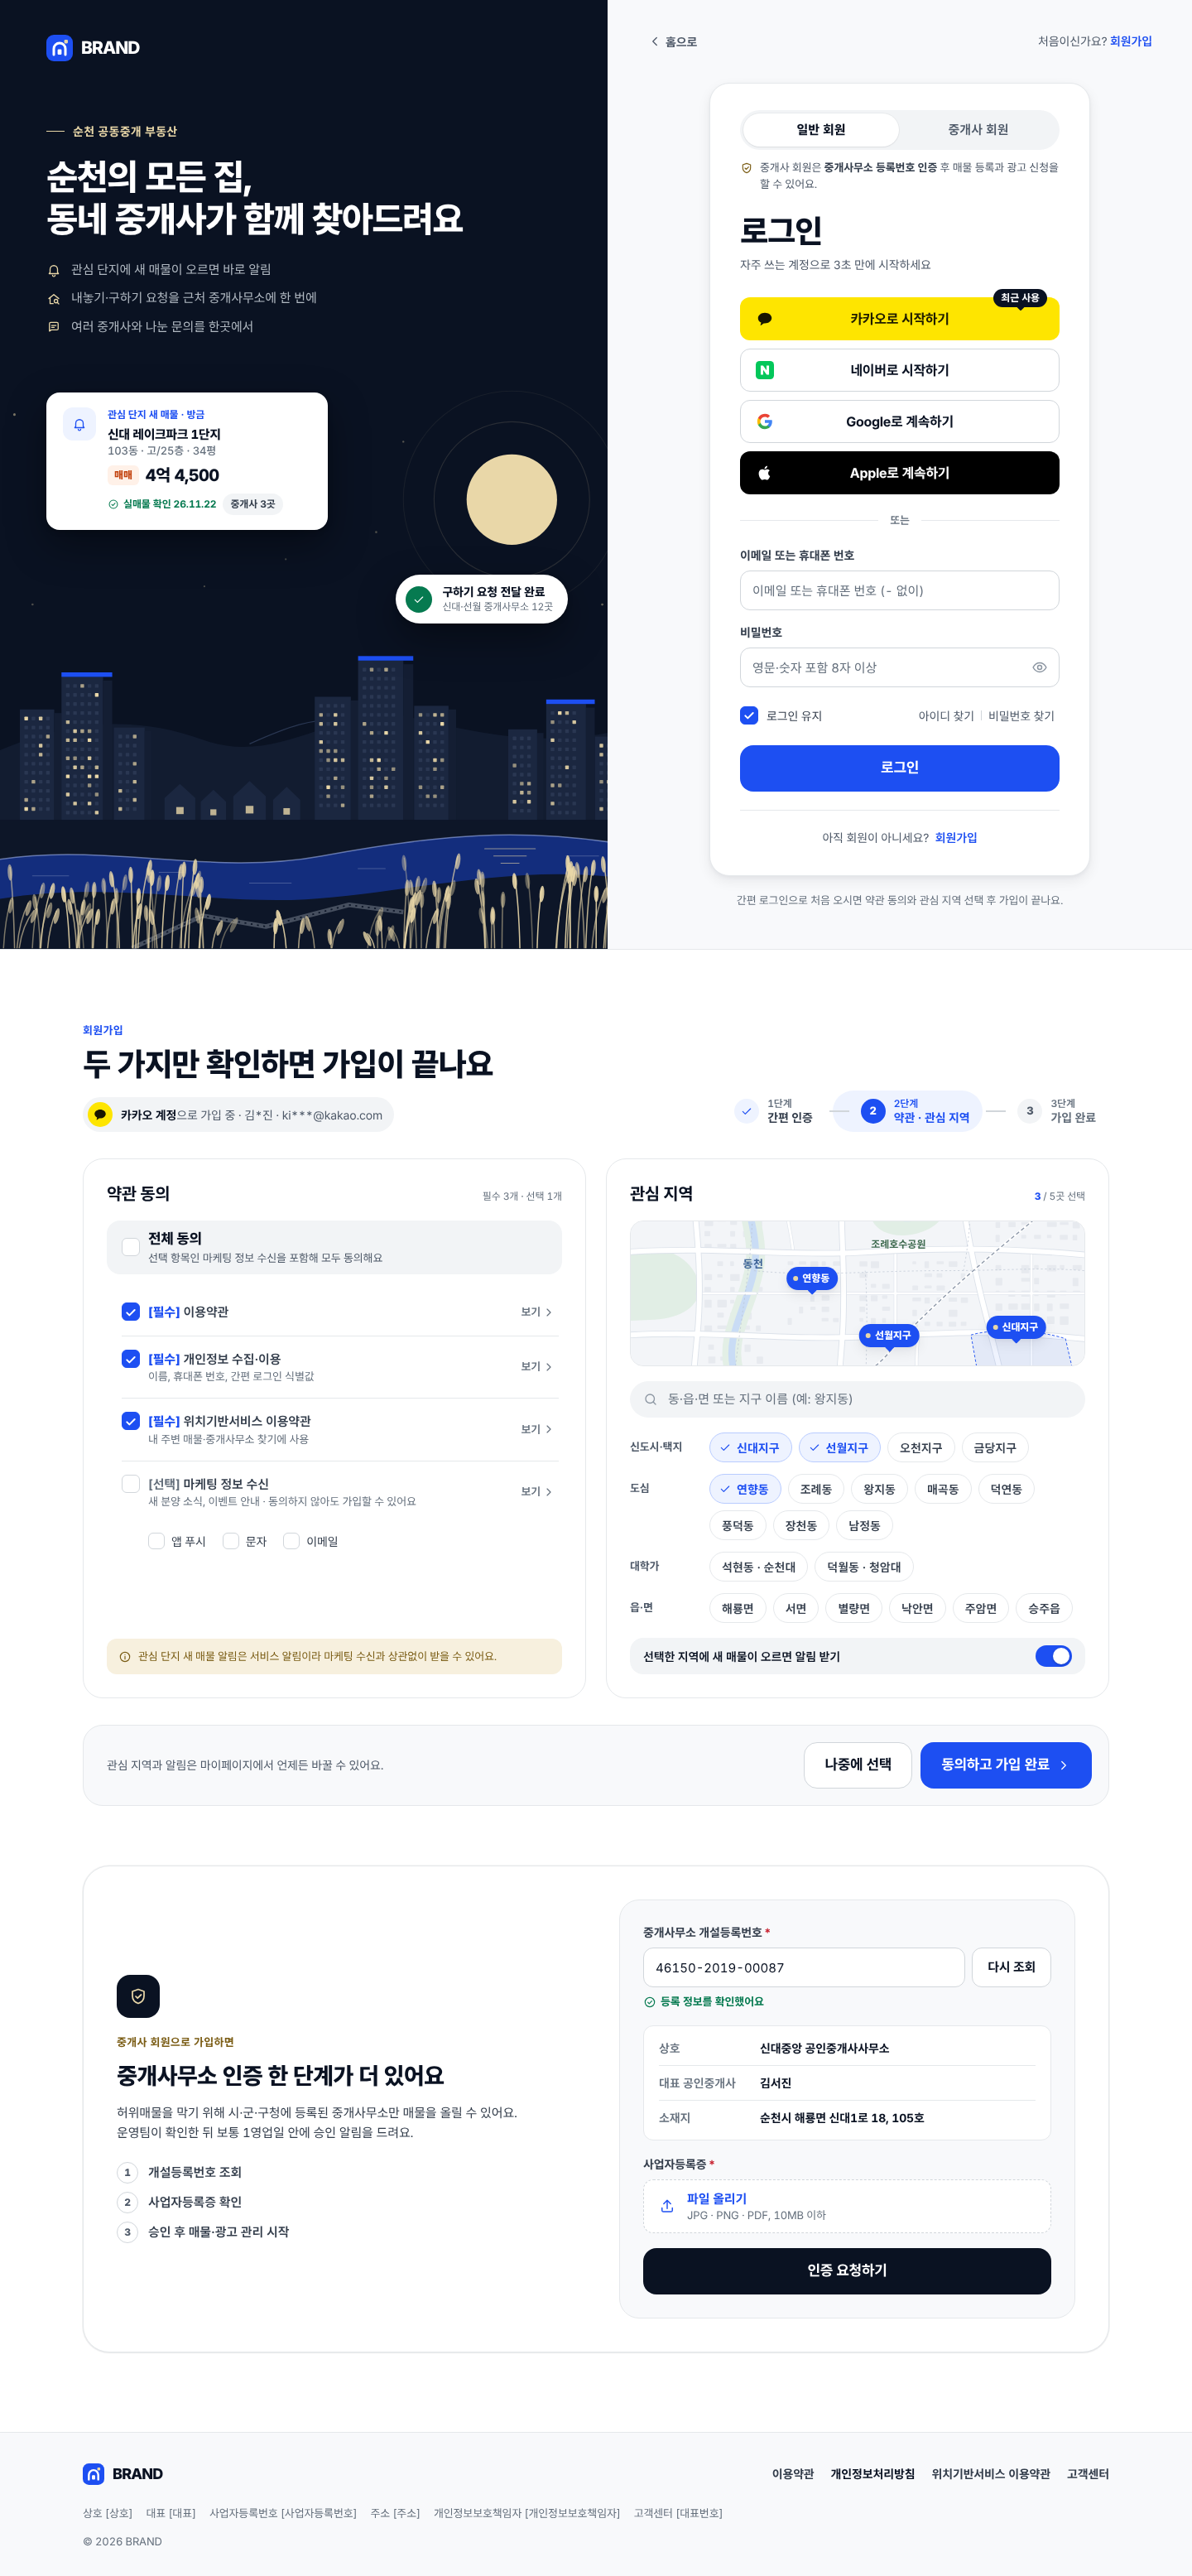 BRAND
순천 공동중개 부동산
순천의 모든 집,
동네 중개사가 함께 찾아드려요
관심 단지에 새 매물이 오르면 바로 알림
내놓기·구하기 요청을 근처 중개사무소에 한 번에
여러 중개사와 나눈 문의를 한곳에서
관심 단지 새 매물 · 방금
신대 레이크파크 1단지
103동 · 고/25층 · 34평
매매 4억 4,500
실매물 확인 26.11.22 중개사 3곳
구하기 요청 전달 완료
신대·선월 중개사무소 12곳
홈으로
처음이신가요? 회원가입
일반 회원
중개사 회원
중개사 회원은 중개사무소 등록번호 인증 후 매물 등록과 광고 신청을
할 수 있어요.
로그인
자주 쓰는 계정으로 3초 만에 시작하세요
최근 사용
카카오로 시작하기
네이버로 시작하기
Google로 계속하기
Apple로 계속하기
또는
이메일 또는 휴대폰 번호
이메일 또는 휴대폰 번호 (- 없이)
비밀번호
영문·숫자 포함 8자 이상
로그인 유지
아이디 찾기
비밀번호 찾기
로그인
아직 회원이 아니세요? 회원가입
간편 로그인으로 처음 오시면 약관 동의와 관심 지역 선택 후 가입이 끝나요.
회원가입
두 가지만 확인하면 가입이 끝나요
카카오 계정으로 가입 중 · 김*진 · ki***@kakao.com
1단계
간편 인증
2
2단계
약관 · 관심 지역
3
3단계
가입 완료
약관 동의
필수 3개 · 선택 1개
전체 동의
선택 항목인 마케팅 정보 수신을 포함해 모두 동의해요
[필수] 이용약관
보기
[필수] 개인정보 수집·이용
이름, 휴대폰 번호, 간편 로그인 식별값
보기
[필수] 위치기반서비스 이용약관
내 주변 매물·중개사무소 찾기에 사용
보기
[선택] 마케팅 정보 수신
새 분양 소식, 이벤트 안내 · 동의하지 않아도 가입할 수 있어요
보기
앱 푸시
문자
이메일
관심 단지 새 매물 알림은 서비스 알림이라 마케팅 수신과 상관없이 받을 수 있어요.
관심 지역
3 / 5곳 선택
조례호수공원
동천
연향동
선월지구
신대지구
동·읍·면 또는 지구 이름 (예: 왕지동)
신도시·택지
신대지구
선월지구
오천지구
금당지구
도심
연향동
조례동
왕지동
매곡동
덕연동
풍덕동
장천동
남정동
대학가
석현동 · 순천대
덕월동 · 청암대
읍·면
해룡면
서면
별량면
낙안면
주암면
승주읍
선택한 지역에 새 매물이 오르면 알림 받기
관심 지역과 알림은 마이페이지에서 언제든 바꿀 수 있어요.
나중에 선택
동의하고 가입 완료
중개사 회원으로 가입하면
중개사무소 인증 한 단계가 더 있어요
허위매물을 막기 위해 시·군·구청에 등록된 중개사무소만 매물을 올릴 수 있어요.
운영팀이 확인한 뒤 보통 1영업일 안에 승인 알림을 드려요.
1 개설등록번호 조회
2 사업자등록증 확인
3 승인 후 매물·광고 관리 시작
중개사무소 개설등록번호 *
46150-2019-00087
다시 조회
등록 정보를 확인했어요
상호 신대중앙 공인중개사사무소
대표 공인중개사 김서진
소재지 순천시 해룡면 신대1로 18, 105호
사업자등록증 *
파일 올리기
JPG · PNG · PDF, 10MB 이하
인증 요청하기
BRAND
이용약관
개인정보처리방침
위치기반서비스 이용약관
고객센터
상호 [상호] 대표 [대표] 사업자등록번호 [사업자등록번호] 주소 [주소] 개인정보보호책임자 [개인정보보호책임자] 고객센터 [대표번호]
© 2026 BRAND